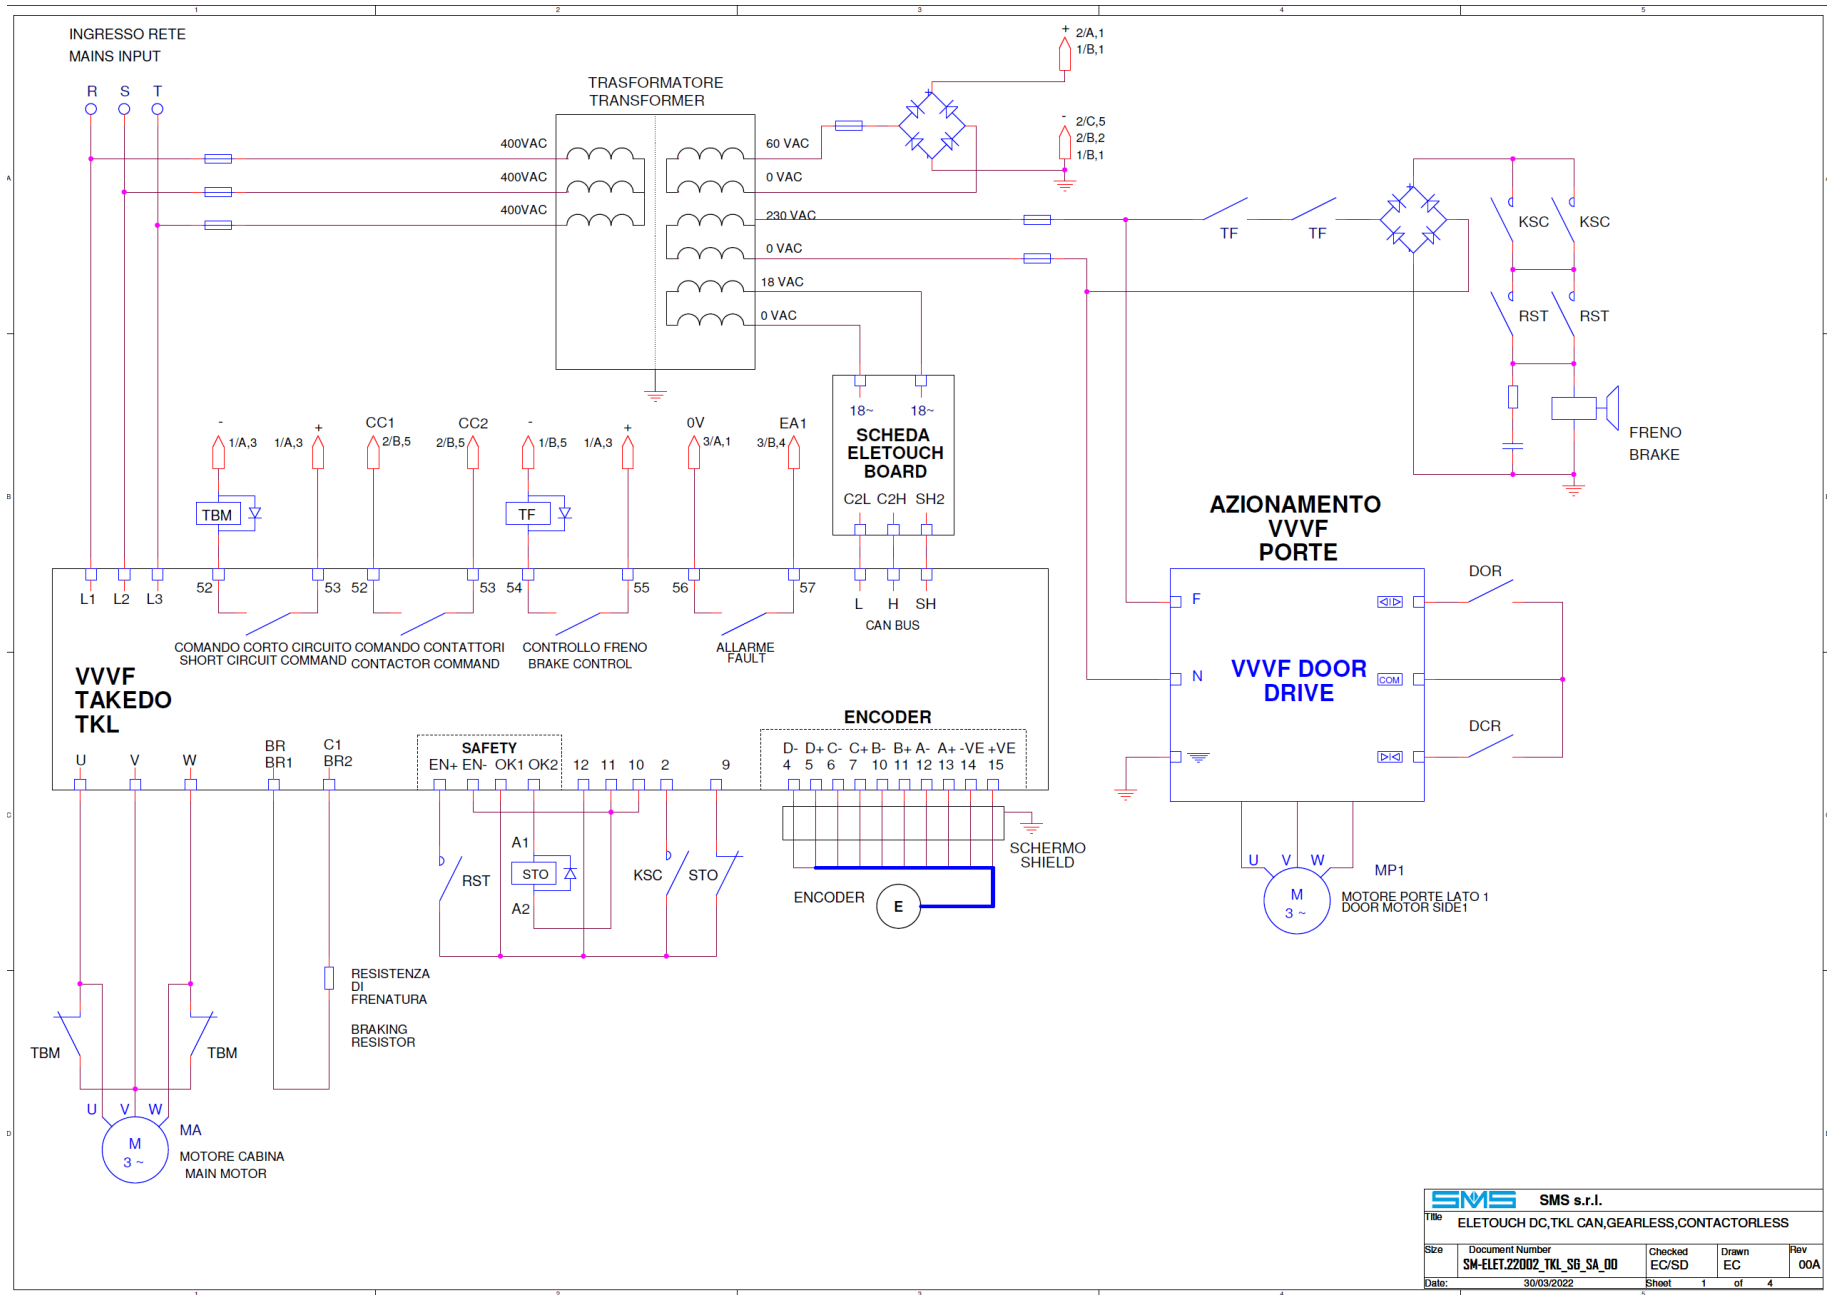 1 2 3 4 5
INGRESSO RETE
MAINS INPUT
R S T
TRASFORMATORE
TRANSFORMER
400VAC
400VAC
400VAC
60 VAC
0 VAC
230 VAC
0 VAC
18 VAC
0 VAC
+ 2/A,1
1/B,1
- 2/C,5
2/B,2
1/B,1
+
-
A
TF TF
+
KSC KSC
RST RST
FRENO
BRAKE
18~ 18~
SCHEDA
ELETOUCH
BOARD
C2L C2H SH2
- 1/A,3
1/A,3 +
CC1 2/B,5
CC2 2/B,5
- 1/B,5
1/A,3 +
0V 3/A,1
EA1 3/B,4
B
TBM
TF
L1 L2 L3
52 53 52 53 54 55 56 57
L H SH
CAN BUS
COMANDO CORTO CIRCUITO
SHORT CIRCUIT COMMAND
COMANDO CONTATTORI
CONTACTOR COMMAND
CONTROLLO FRENO
BRAKE CONTROL
ALLARME
FAULT
VVVF
TAKEDO
TKL
AZIONAMENTO
VVVF
PORTE
F
N
VVVF DOOR
DRIVE
COM
DOR
DCR
U V W
BR
BR1
C1
BR2
SAFETY
EN+ EN- OK1 OK2
12 11 10 2 9
ENCODER
D- D+ C- C+ B- B+ A- A+ -VE +VE
4 5 6 7 10 11 12 13 14 15
C
A1
STO
A2
RST
KSC STO
SCHERMO
SHIELD
ENCODER
E
U V W
M
3 ~
MP1
MOTORE PORTE LATO 1
DOOR MOTOR SIDE1
RESISTENZA
DI
FRENATURA
BRAKING
RESISTOR
TBM TBM
U V W
M
3 ~
MA
MOTORE CABINA
MAIN MOTOR
D
SMS SMS s.r.l.
Title
ELETOUCH DC,TKL CAN,GEARLESS,CONTACTORLESS
Size Document Number Checked Drawn Rev
SM-ELET.22002_TKL_SG_SA_00 EC/SD EC 00A
Date: 30/03/2022 Sheet 1 of 4
1 2 3 4 5